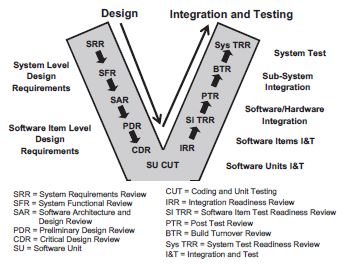 Design
Integration and Testing
SRR
SFR
SAR
PDR
CDR
SU CUT
IRR
SI TRR
PTR
BTR
Sys TRR
System Level
Design
Requirements
Software Item Level
Design
Requirements
System Test
Sub-System
Integration
Software/Hardware
Integration
Software Items I&T
Software Units I&T
SRR = System Requirements Review
SFR = System Functional Review
SAR = Software Architecture and
Design Review
PDR = Preliminary Design Review
CDR = Critical Design Review
SU = Software Unit
CUT = Coding and Unit Testing
IRR = Integration Readiness Review
SI TRR = Software Item Test Readiness Review
PTR = Post Test Review
BTR = Build Turnover Review
Sys TRR = System Test Readiness Review
I&T = Integration and Test